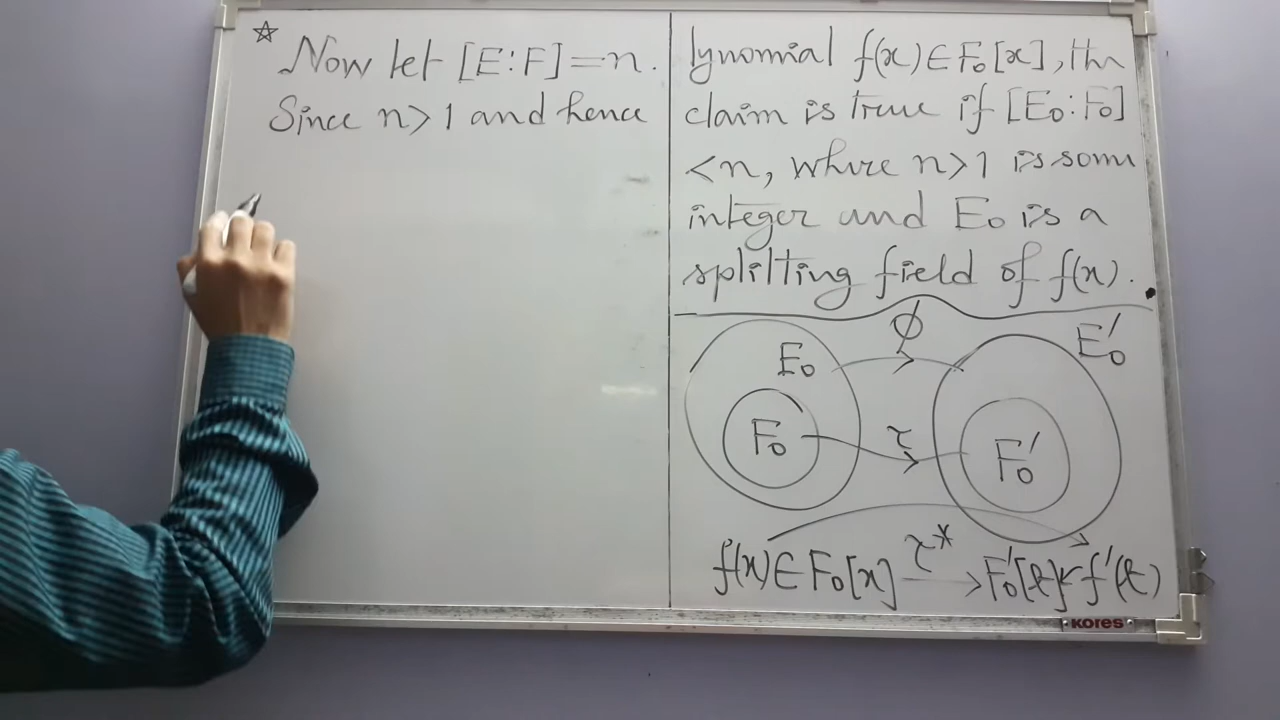 ☆ Now let [E:F]=n.
Since n>1 and hence
lynomial f(x)∈F₀[x], the
claim is true if [E₀:F₀]
<n, where n>1 is some
integer and E₀ is a
splitting field of f(x).
ϕ
E₀
E₀′
F₀
τ
F₀′
f(x)∈F₀[x] τ* → F₀′[t] f′(t)
KORES